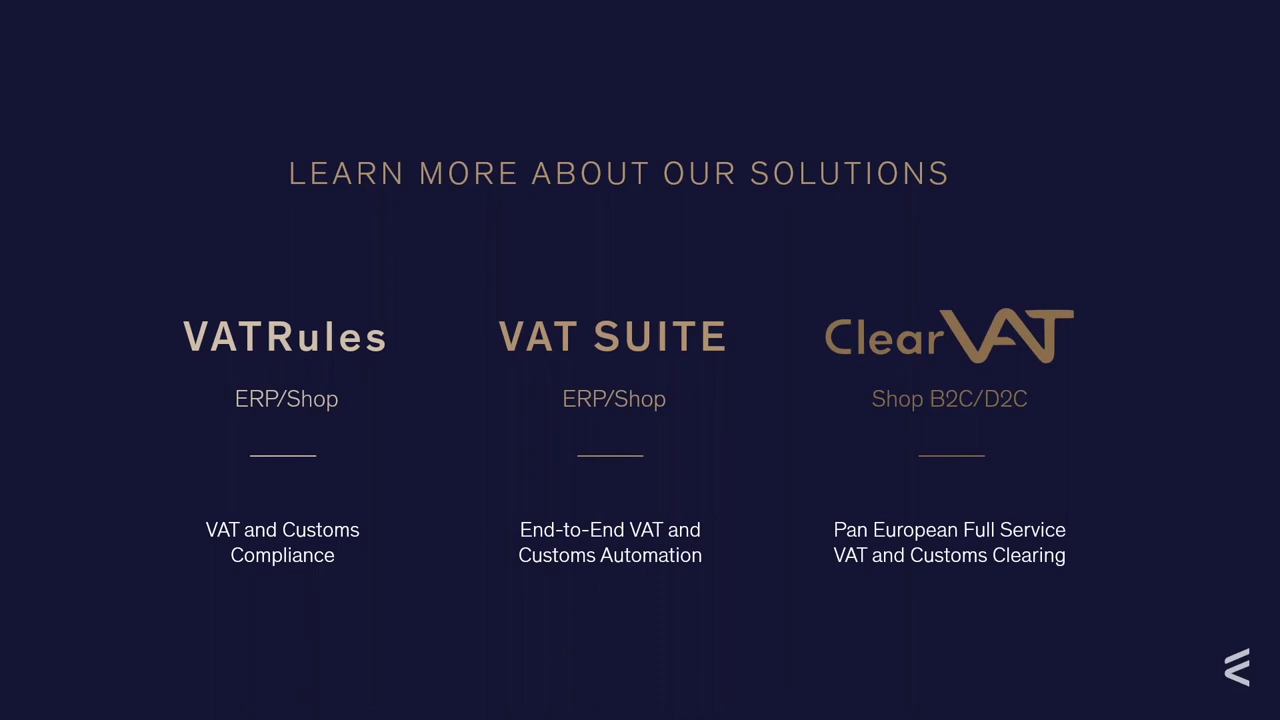 LEARN MORE ABOUT OUR SOLUTIONS
VATRules
ERP/Shop
VAT and Customs
Compliance
VAT SUITE
ERP/Shop
End-to-End VAT and
Customs Automation
ClearVAT
Shop B2C/D2C
Pan European Full Service
VAT and Customs Clearing